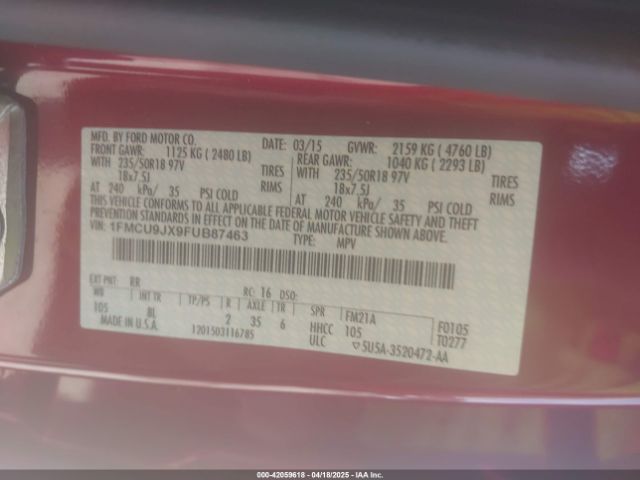 MFD. BY FORD MOTOR CO.
DATE: 03/15 GVWR: 2159 KG ( 4760 LB)
FRONT GAWR: 1125 KG ( 2480 LB) REAR GAWR: 1040 KG ( 2293 LB)
WITH 235/50R18 97V TIRES WITH 235/50R18 97V TIRES
18x7.5J RIMS 18x7.5J RIMS
AT 240 kPa/ 35 PSI COLD AT 240 kPa/ 35 PSI COLD
THIS VEHICLE CONFORMS TO ALL APPLICABLE FEDERAL MOTOR VEHICLE SAFETY AND THEFT
PREVENTION STANDARDS IN EFFECT ON THE DATE OF MANUFACTURE SHOWN ABOVE.
VIN: 1FMCU9JX9FUB87463 TYPE: MPV
EXT PNT: RR RC: 16 DSO:
WB INT TR TP/PS R AXLE TR SPR FM21A F0105
105 BL 2 35 6 HHCC 105 T0277
MADE IN U.S.A. 1201503116785 ULC ▽ 5U5A-3520472-AA
000-42059618 - 04/18/2025 - IAAI.CA